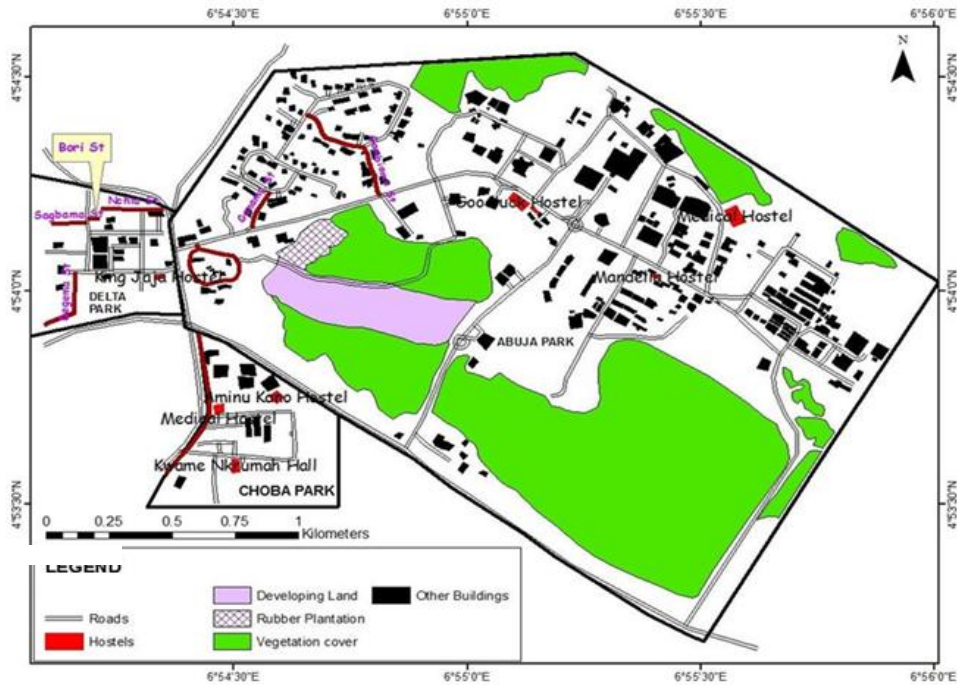 6°54'30"E 6°55'0"E 6°55'30"E 6°56'0"E
4°54'30"N 4°54'30"N
N
Bori St
Sagbama St
Goodluck Hostel
Medical Hostel
King Jaja Hostel
Mandella Hostel
4°54'0"N 4°54'0"N
DELTA
PARK
ABUJA PARK
Aminu Kano Hostel
Medical Hostel
Kwame Nkrumah Hall
CHOBA PARK
4°53'30"N 4°53'30"N
0 0.25 0.5 0.75 1
Kilometers
LEGEND
Roads
Hostels
Developing Land
Rubber Plantation
Vegetation cover
Other Buildings
6°54'30"E 6°55'0"E 6°55'30"E 6°56'0"E